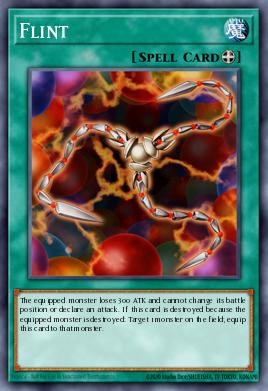 Flint
魔
[Spell Card]
The equipped monster loses 300 ATK and cannot change its battle
position or declare an attack. If this card is destroyed because the
equipped monster is destroyed: Target 1 monster on the field; equip
this card to that monster.